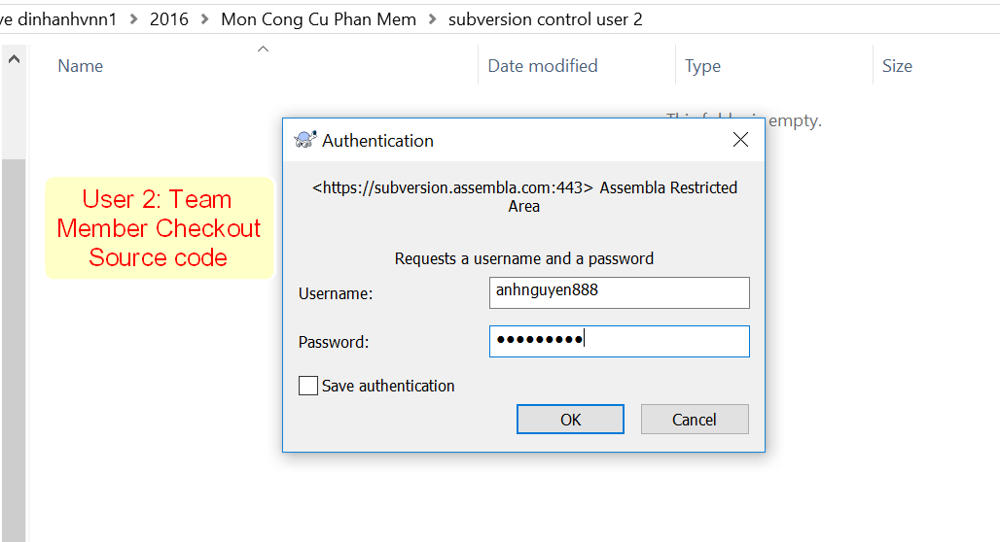 ve dinhanhvnn1 > 2016 > Mon Cong Cu Phan Mem > subversion control user 2
Name Date modified Type Size
This folder is empty.
Authentication
<https://subversion.assembla.com:443> Assembla Restricted
Area
User 2: Team
Member Checkout
Source code
Requests a username and a password
Username: anhnguyen888
Password: ●●●●●●●●●
Save authentication
OK Cancel